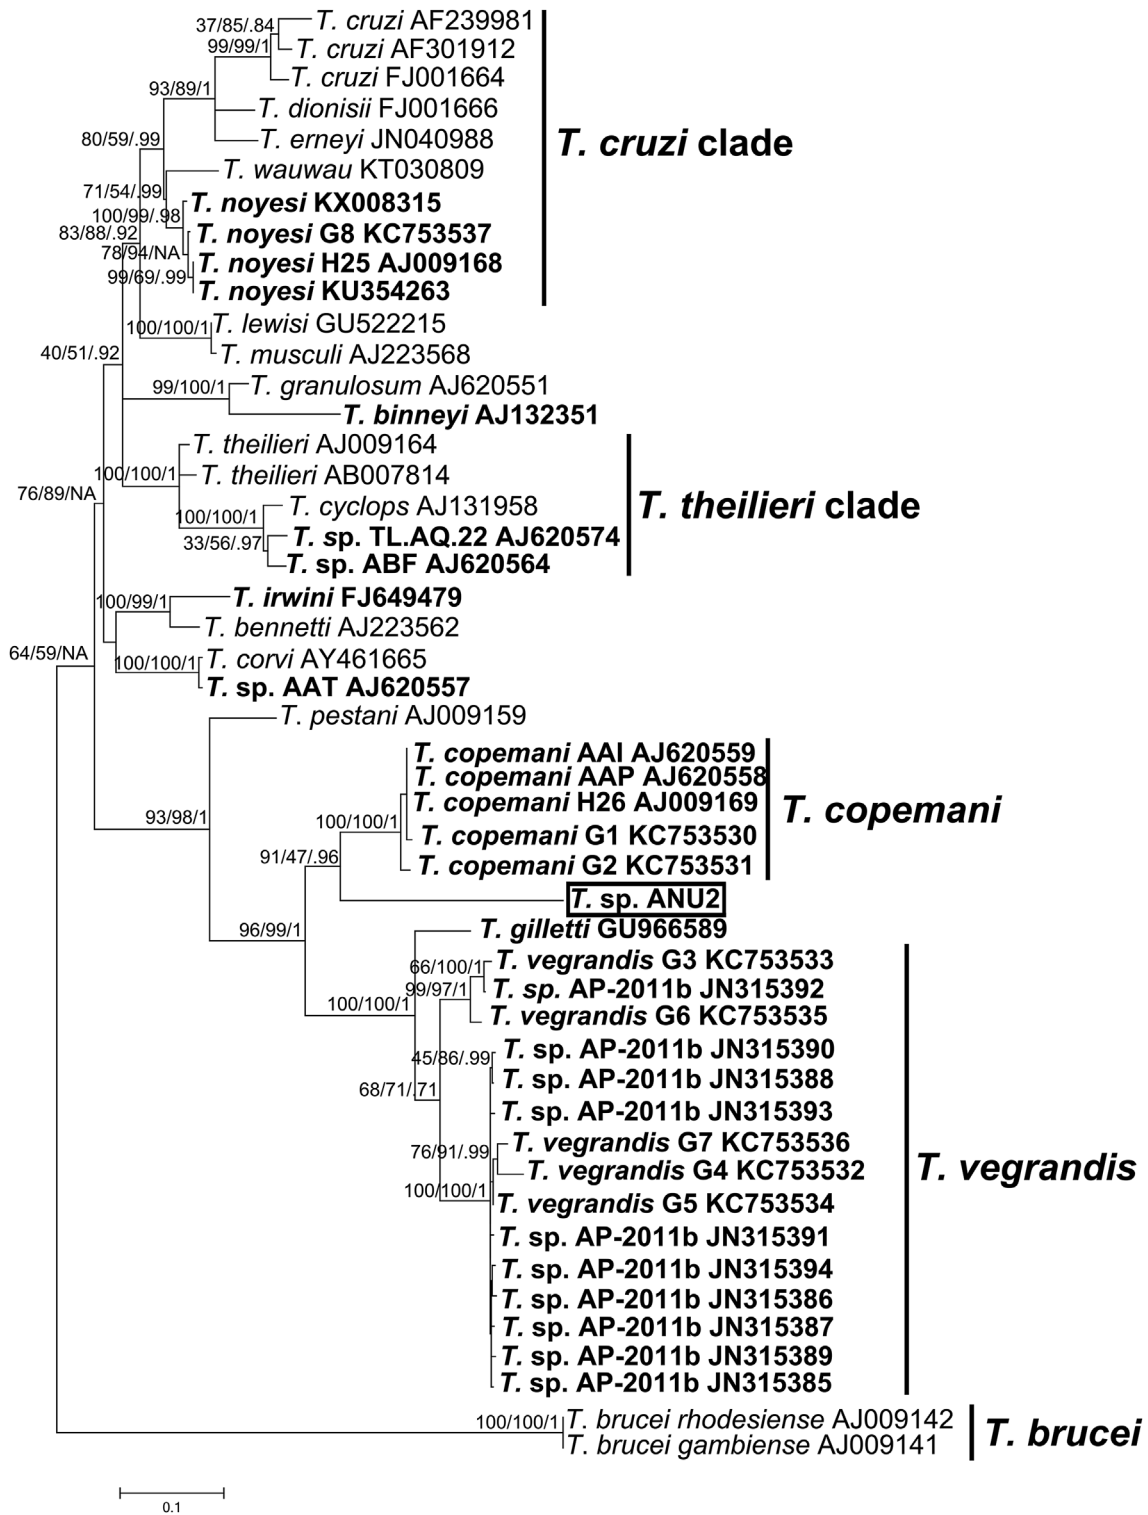 37/85/.84
T. cruzi AF239981
99/99/1
T. cruzi AF301912
T. cruzi FJ001664
93/89/1
T. dionisii FJ001666
80/59/.99
T. erneyi JN040988
T. cruzi clade
T. wauwau KT030809
71/54/.99
T. noyesi KX008315
100/99/.98
83/88/.92
T. noyesi G8 KC753537
78/94/NA
T. noyesi H25 AJ009168
99/69/.99
T. noyesi KU354263
100/100/1
T. lewisi GU522215
40/51/.92
T. musculi AJ223568
99/100/1
T. granulosum AJ620551
T. binneyi AJ132351
T. theilieri AJ009164
100/100/1
T. theilieri AB007814
76/89/NA
T. cyclops AJ131958
T. theilieri clade
100/100/1
T. sp. TL.AQ.22 AJ620574
33/56/.97
T. sp. ABF AJ620564
100/99/1
T. irwini FJ649479
T. bennetti AJ223562
64/59/NA
100/100/1
T. corvi AY461665
T. sp. AAT AJ620557
T. pestani AJ009159
T. copemani AAI AJ620559
T. copemani AAP AJ620558
T. copemani H26 AJ009169
T. copemani
93/98/1
100/100/1
T. copemani G1 KC753530
91/47/.96
T. copemani G2 KC753531
T. sp. ANU2
96/99/1
T. gilletti GU966589
66/100/1
T. vegrandis G3 KC753533
99/97/1
T. sp. AP-2011b JN315392
100/100/1
T. vegrandis G6 KC753535
45/86/.99
T. sp. AP-2011b JN315390
68/71/.71
T. sp. AP-2011b JN315388
T. sp. AP-2011b JN315393
76/91/.99
T. vegrandis G7 KC753536
T. vegrandis G4 KC753532
T. vegrandis
100/100/1
T. vegrandis G5 KC753534
T. sp. AP-2011b JN315391
T. sp. AP-2011b JN315394
T. sp. AP-2011b JN315386
T. sp. AP-2011b JN315387
T. sp. AP-2011b JN315389
T. sp. AP-2011b JN315385
100/100/1
T. brucei rhodesiense AJ009142
T. brucei gambiense AJ009141
T. brucei
0.1